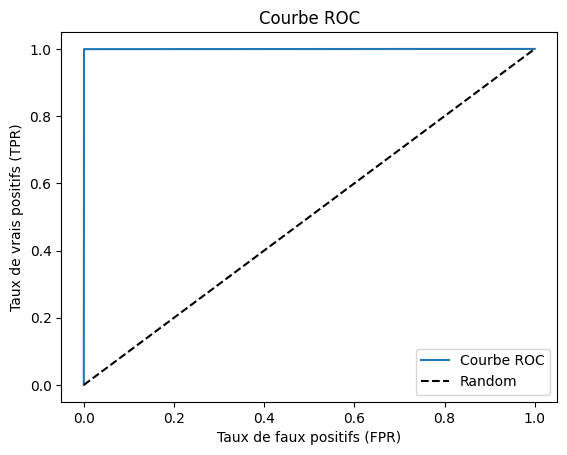 Courbe ROC
Taux de vrais positifs (TPR)
1.0
0.8
0.6
0.4
0.2
0.0
0.0 0.2 0.4 0.6 0.8 1.0
Taux de faux positifs (FPR)
Courbe ROC
Random